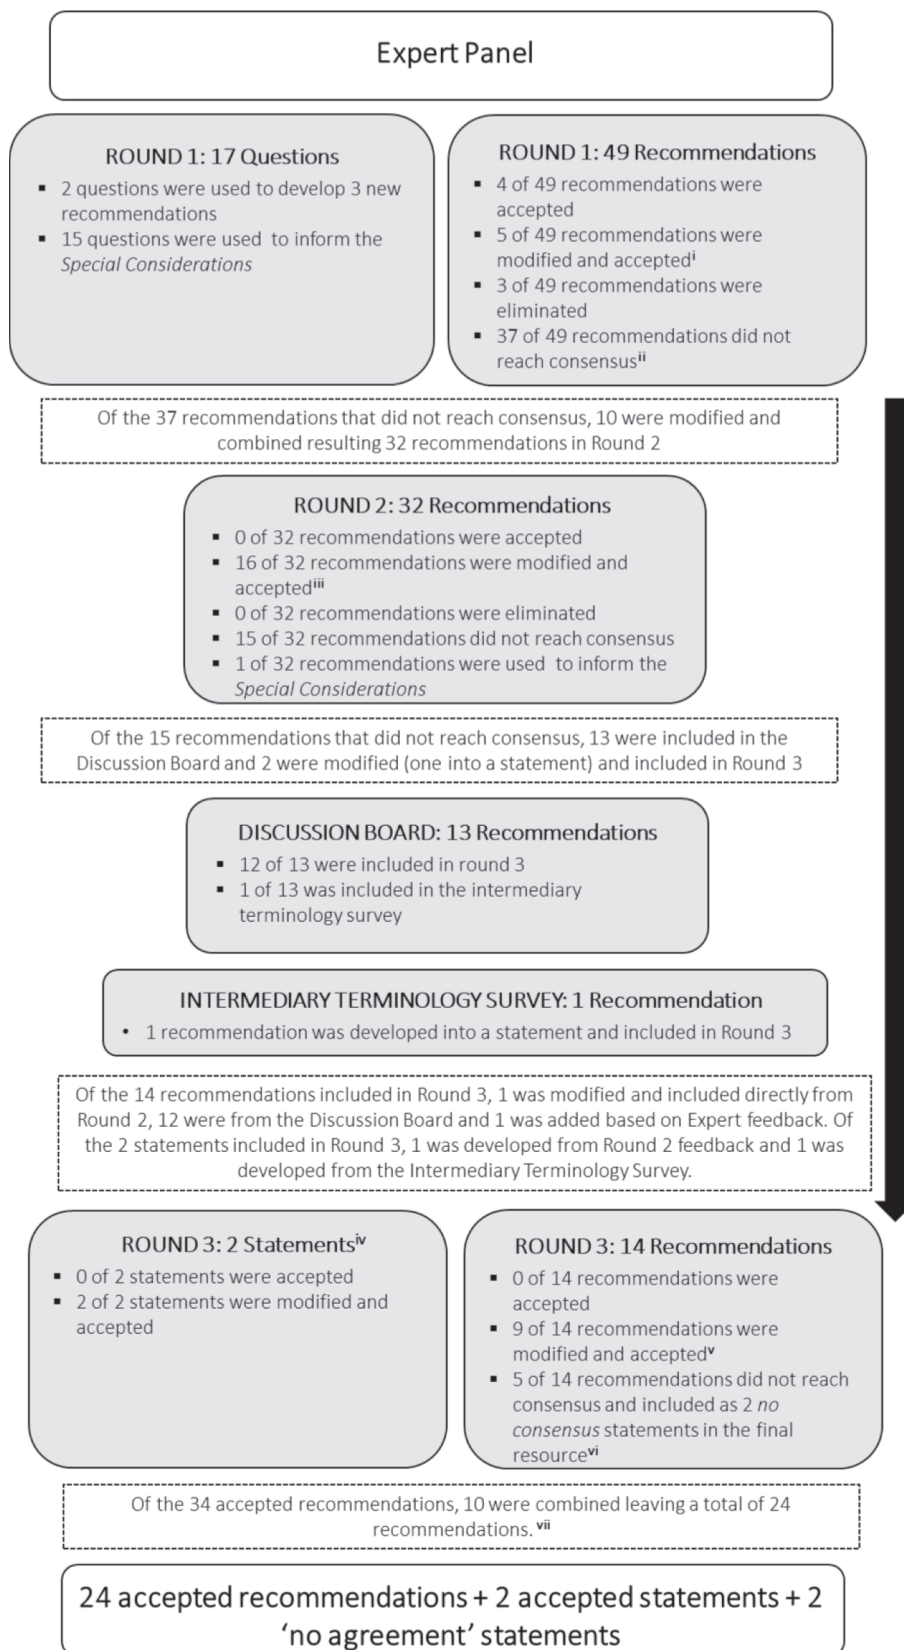 Expert Panel
ROUND 1: 17 Questions
▪ 2 questions were used to develop 3 new
recommendations
▪ 15 questions were used to inform the
Special Considerations
ROUND 1: 49 Recommendations
▪ 4 of 49 recommendations were
accepted
▪ 5 of 49 recommendations were
modified and acceptedⁱ
▪ 3 of 49 recommendations were
eliminated
▪ 37 of 49 recommendations did not
reach consensusⁱⁱ
Of the 37 recommendations that did not reach consensus, 10 were modified and
combined resulting 32 recommendations in Round 2
ROUND 2: 32 Recommendations
▪ 0 of 32 recommendations were accepted
▪ 16 of 32 recommendations were modified and
acceptedⁱⁱⁱ
▪ 0 of 32 recommendations were eliminated
▪ 15 of 32 recommendations did not reach consensus
▪ 1 of 32 recommendations were used to inform the
Special Considerations
Of the 15 recommendations that did not reach consensus, 13 were included in the
Discussion Board and 2 were modified (one into a statement) and included in Round 3
DISCUSSION BOARD: 13 Recommendations
▪ 12 of 13 were included in round 3
▪ 1 of 13 was included in the intermediary
terminology survey
INTERMEDIARY TERMINOLOGY SURVEY: 1 Recommendation
• 1 recommendation was developed into a statement and included in Round 3
Of the 14 recommendations included in Round 3, 1 was modified and included directly from
Round 2, 12 were from the Discussion Board and 1 was added based on Expert feedback. Of
the 2 statements included in Round 3, 1 was developed from Round 2 feedback and 1 was
developed from the Intermediary Terminology Survey.
ROUND 3: 2 Statementsⁱᵛ
▪ 0 of 2 statements were accepted
▪ 2 of 2 statements were modified and
accepted
ROUND 3: 14 Recommendations
▪ 0 of 14 recommendations were
accepted
▪ 9 of 14 recommendations were
modified and acceptedᵛ
▪ 5 of 14 recommendations did not reach
consensus and included as 2 no
consensus statements in the final
resourceᵛⁱ
Of the 34 accepted recommendations, 10 were combined leaving a total of 24
recommendations. ᵛⁱⁱ
24 accepted recommendations + 2 accepted statements + 2
‘no agreement’ statements